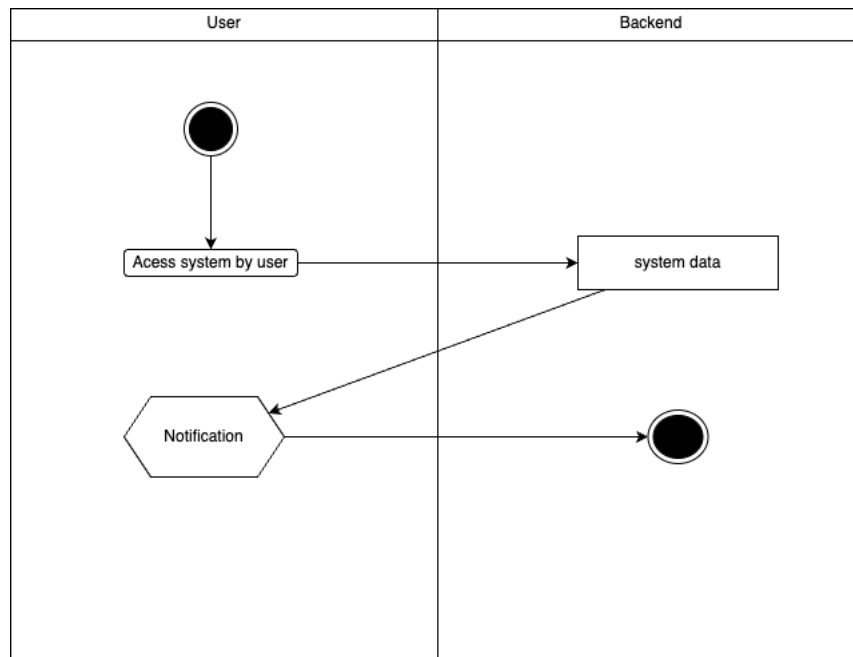 User
Backend
Acess system by user
system data
Notification